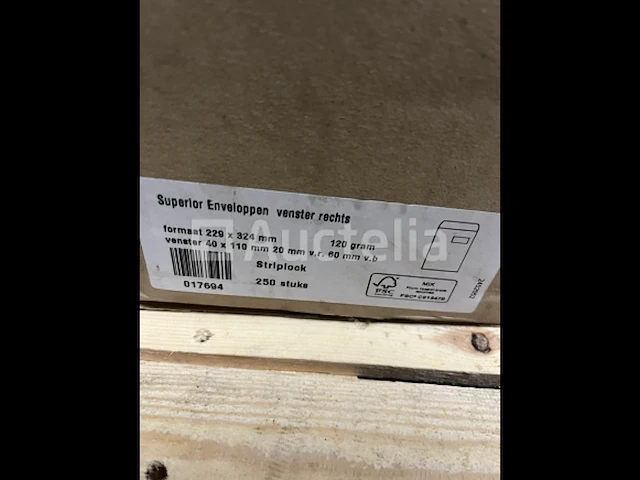 Superior Enveloppen venster rechts
formaat 229 x 324 mm 120 gram
venster 40 x 110 mm 20 mm v.r. 60 mm v.b
Striplock
017694 250 stuks
FSC
MIX
Auctelia